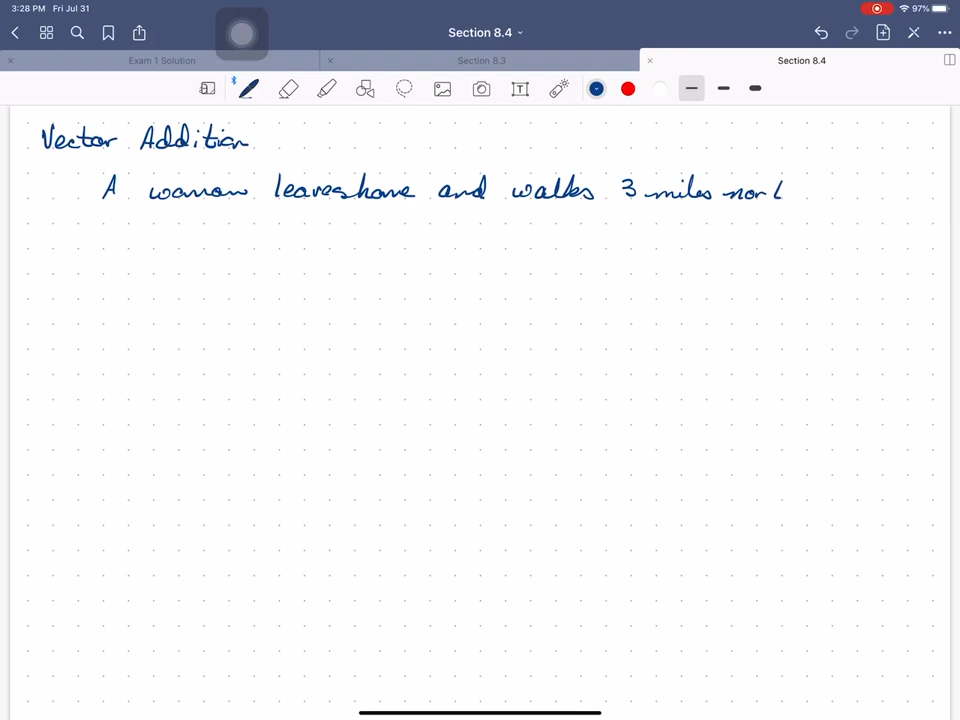 3:28 PM Fri Jul 31 97%
Section 8.4
Exam 1 Solution Section 8.3 Section 8.4
Vector Addition
A woman leaves home and walks 3 miles nor